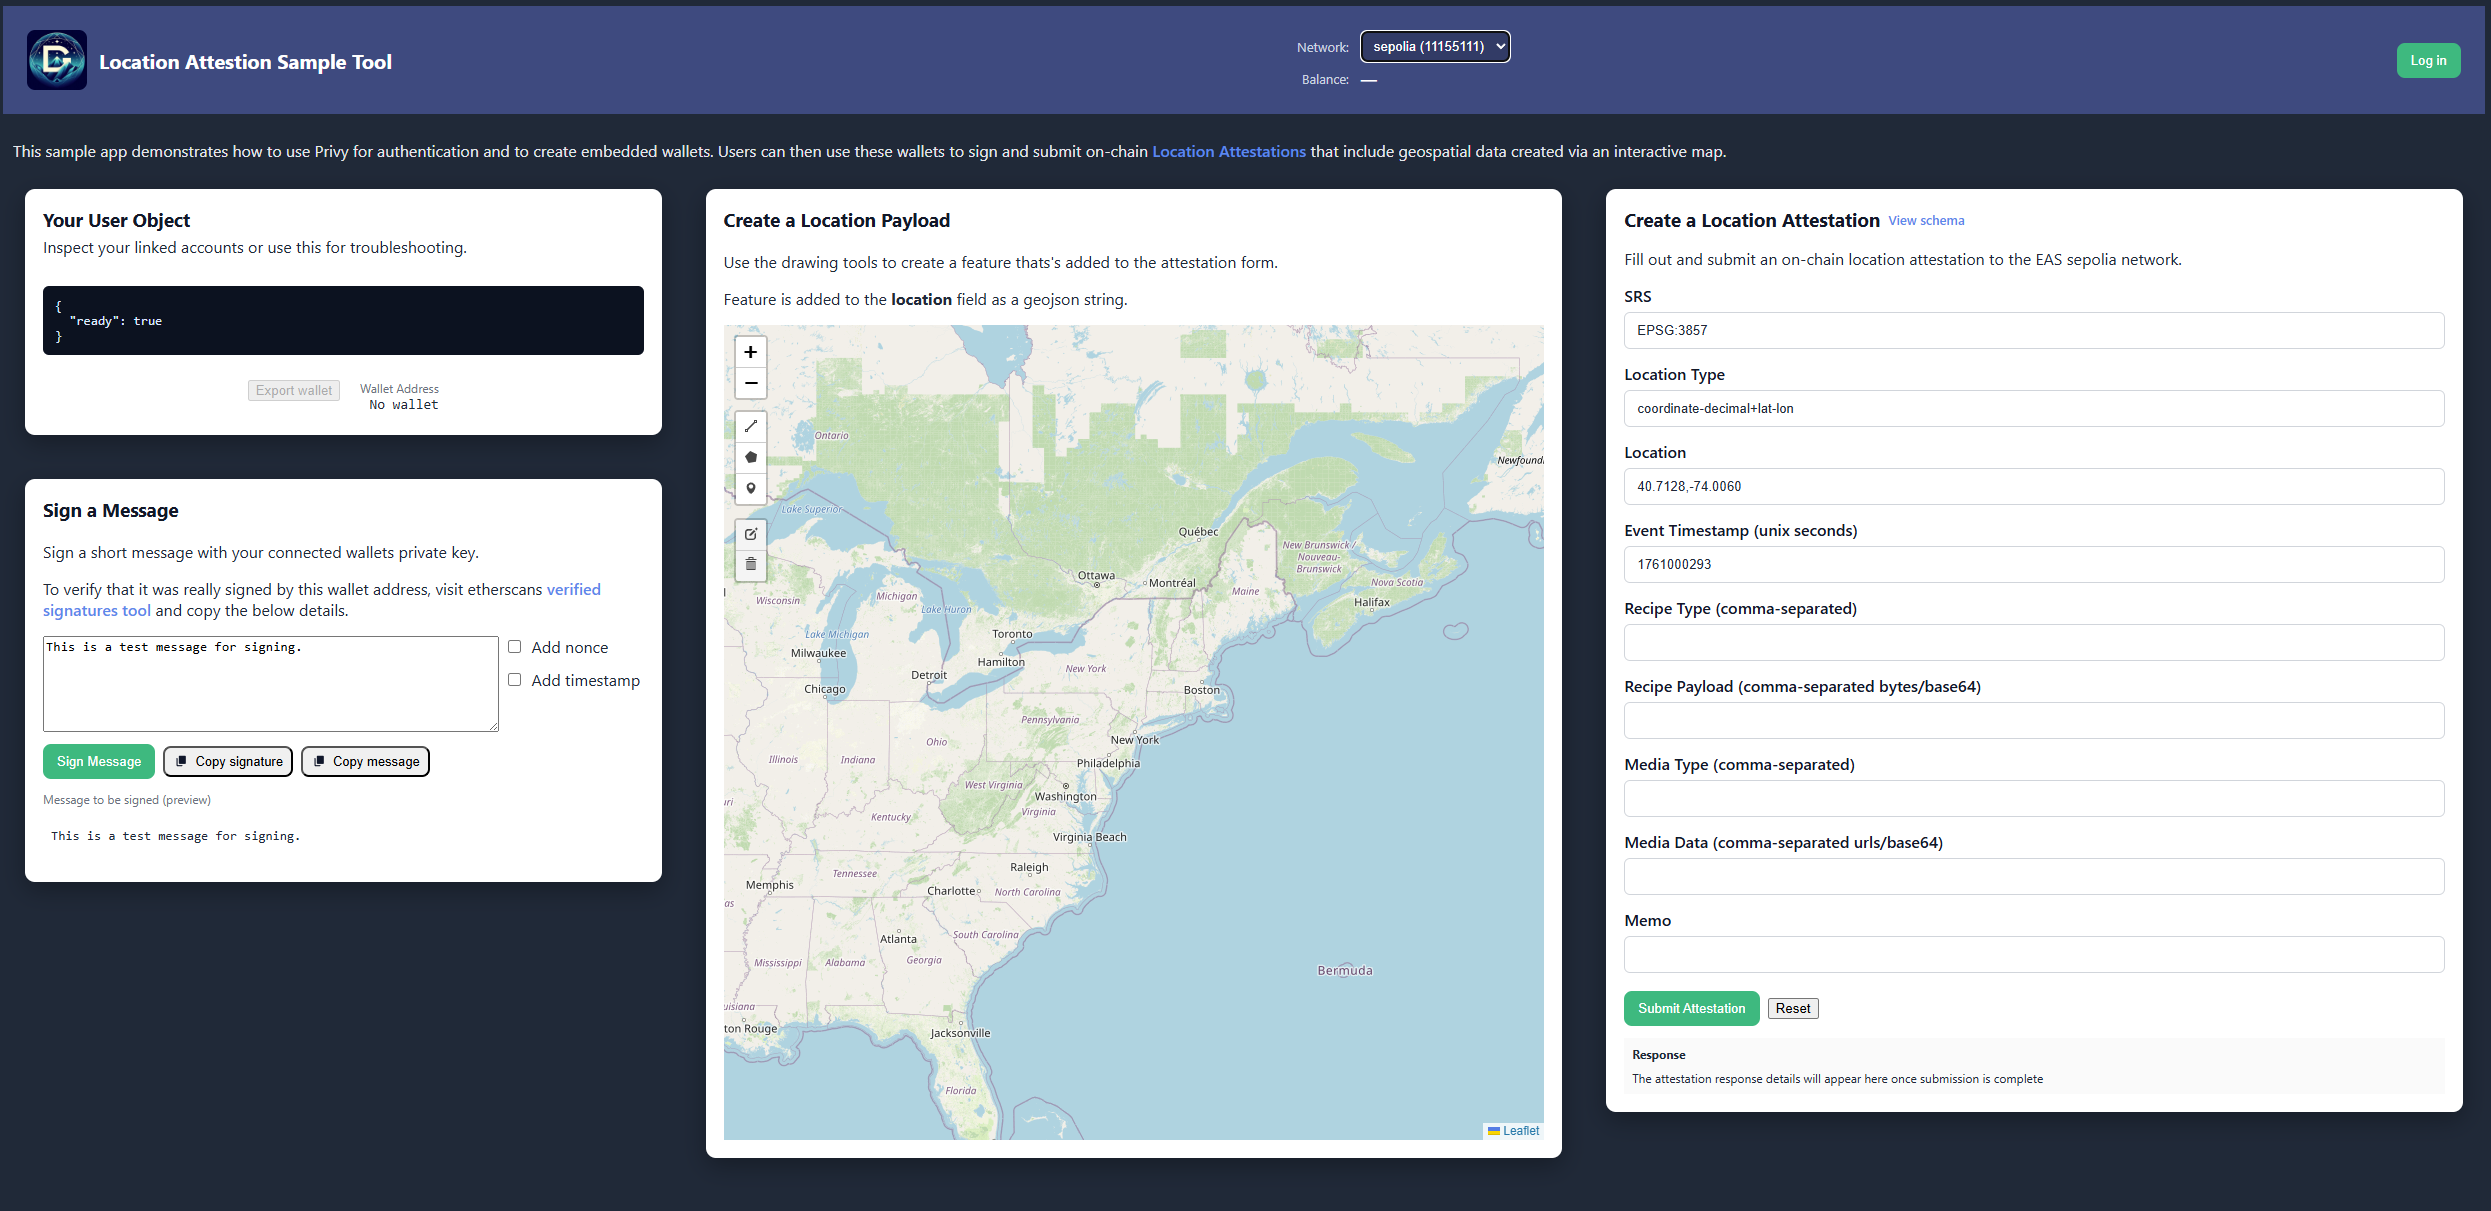 Location Attestion Sample Tool
Network: sepolia (11155111)
Balance: —
Log in
This sample app demonstrates how to use Privy for authentication and to create embedded wallets. Users can then use these wallets to sign and submit on-chain Location Attestations that include geospatial data created via an interactive map.
Your User Object
Inspect your linked accounts or use this for troubleshooting.
{
"ready": true
}
Export wallet
Wallet Address
No wallet
Sign a Message
Sign a short message with your connected wallets private key.
To verify that it was really signed by this wallet address, visit etherscans verified
signatures tool and copy the below details.
This is a test message for signing.
Add nonce
Add timestamp
Sign Message
Copy signature
Copy message
Message to be signed (preview)
This is a test message for signing.
Create a Location Payload
Use the drawing tools to create a feature thats's added to the attestation form.
Feature is added to the location field as a geojson string.
+
−
Ontario
Newfound
Lake Superior
Québec
New Brunswick /
Nouveau-
Brunswick
Ottawa
Montréal
Nova Scotia
Wisconsin
Michigan
Lake Huron
Maine
Halifax
Lake Michigan
Toronto
Milwaukee
Hamilton
New York
Detroit
Chicago
Boston
Pennsylvania
Ohio
New York
Illinois
Indiana
Philadelphia
West Virginia
Washington
uri
Virginia
Kentucky
Virginia Beach
Raleigh
Tennessee
Memphis
Charlotte
North Carolina
as
South Carolina
Atlanta
Georgia
Mississippi
Alabama
Bermuda
uisiana
ton Rouge
Jacksonville
Florida
Leaflet
Create a Location Attestation View schema
Fill out and submit an on-chain location attestation to the EAS sepolia network.
SRS
EPSG:3857
Location Type
coordinate-decimal+lat-lon
Location
40.7128,-74.0060
Event Timestamp (unix seconds)
1761000293
Recipe Type (comma-separated)
Recipe Payload (comma-separated bytes/base64)
Media Type (comma-separated)
Media Data (comma-separated urls/base64)
Memo
Submit Attestation
Reset
Response
The attestation response details will appear here once submission is complete